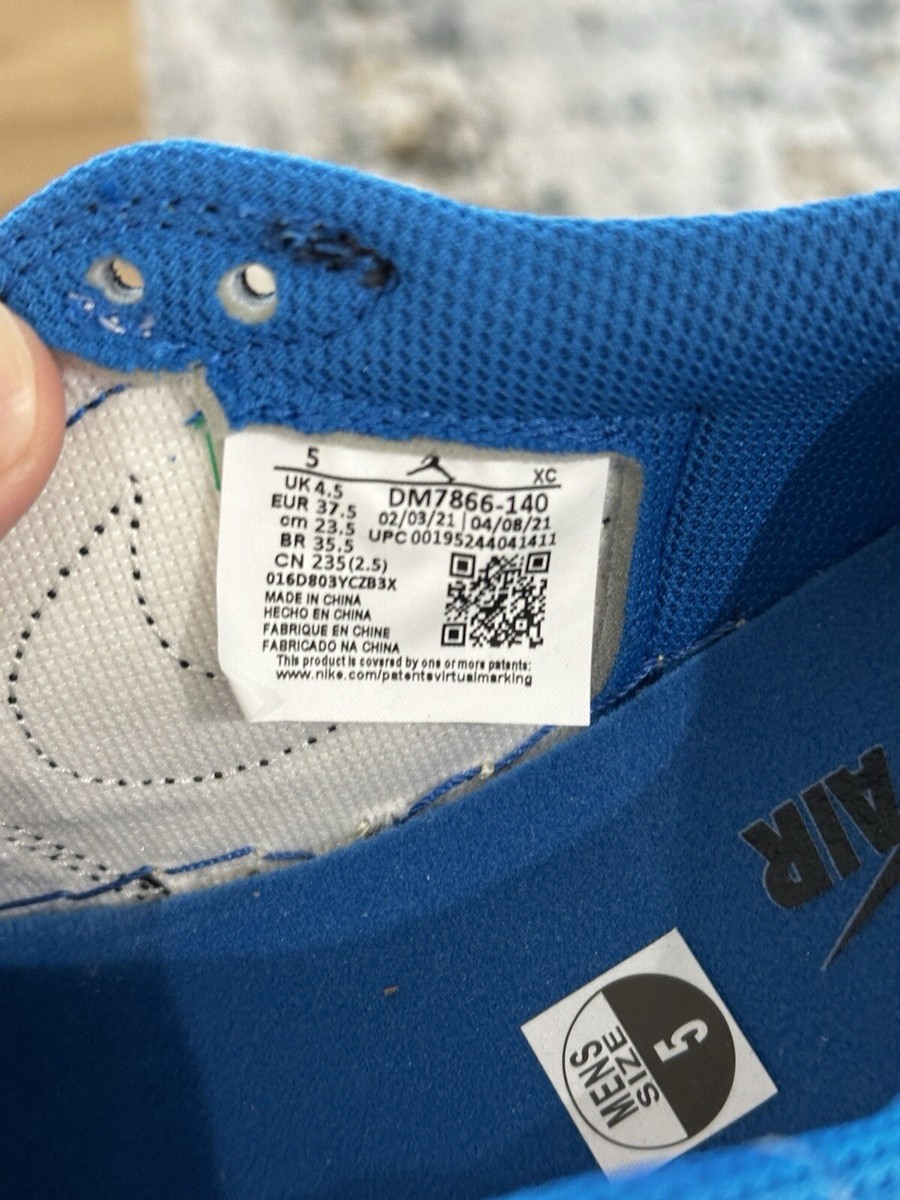 5 XC
UK 4.5
EUR 37.5
cm 23.5
BR 35.5
CN 235(2.5)
DM7866-140
02/03/21 | 04/08/21
UPC 00195244041411
016D803YCZB3X
MADE IN CHINA
HECHO EN CHINA
FABRIQUE EN CHINE
FABRICADO NA CHINA
This product is covered by one or more patents:
www.nike.com/patentsvirtualmarking
AIR
MENS
SIZE
5